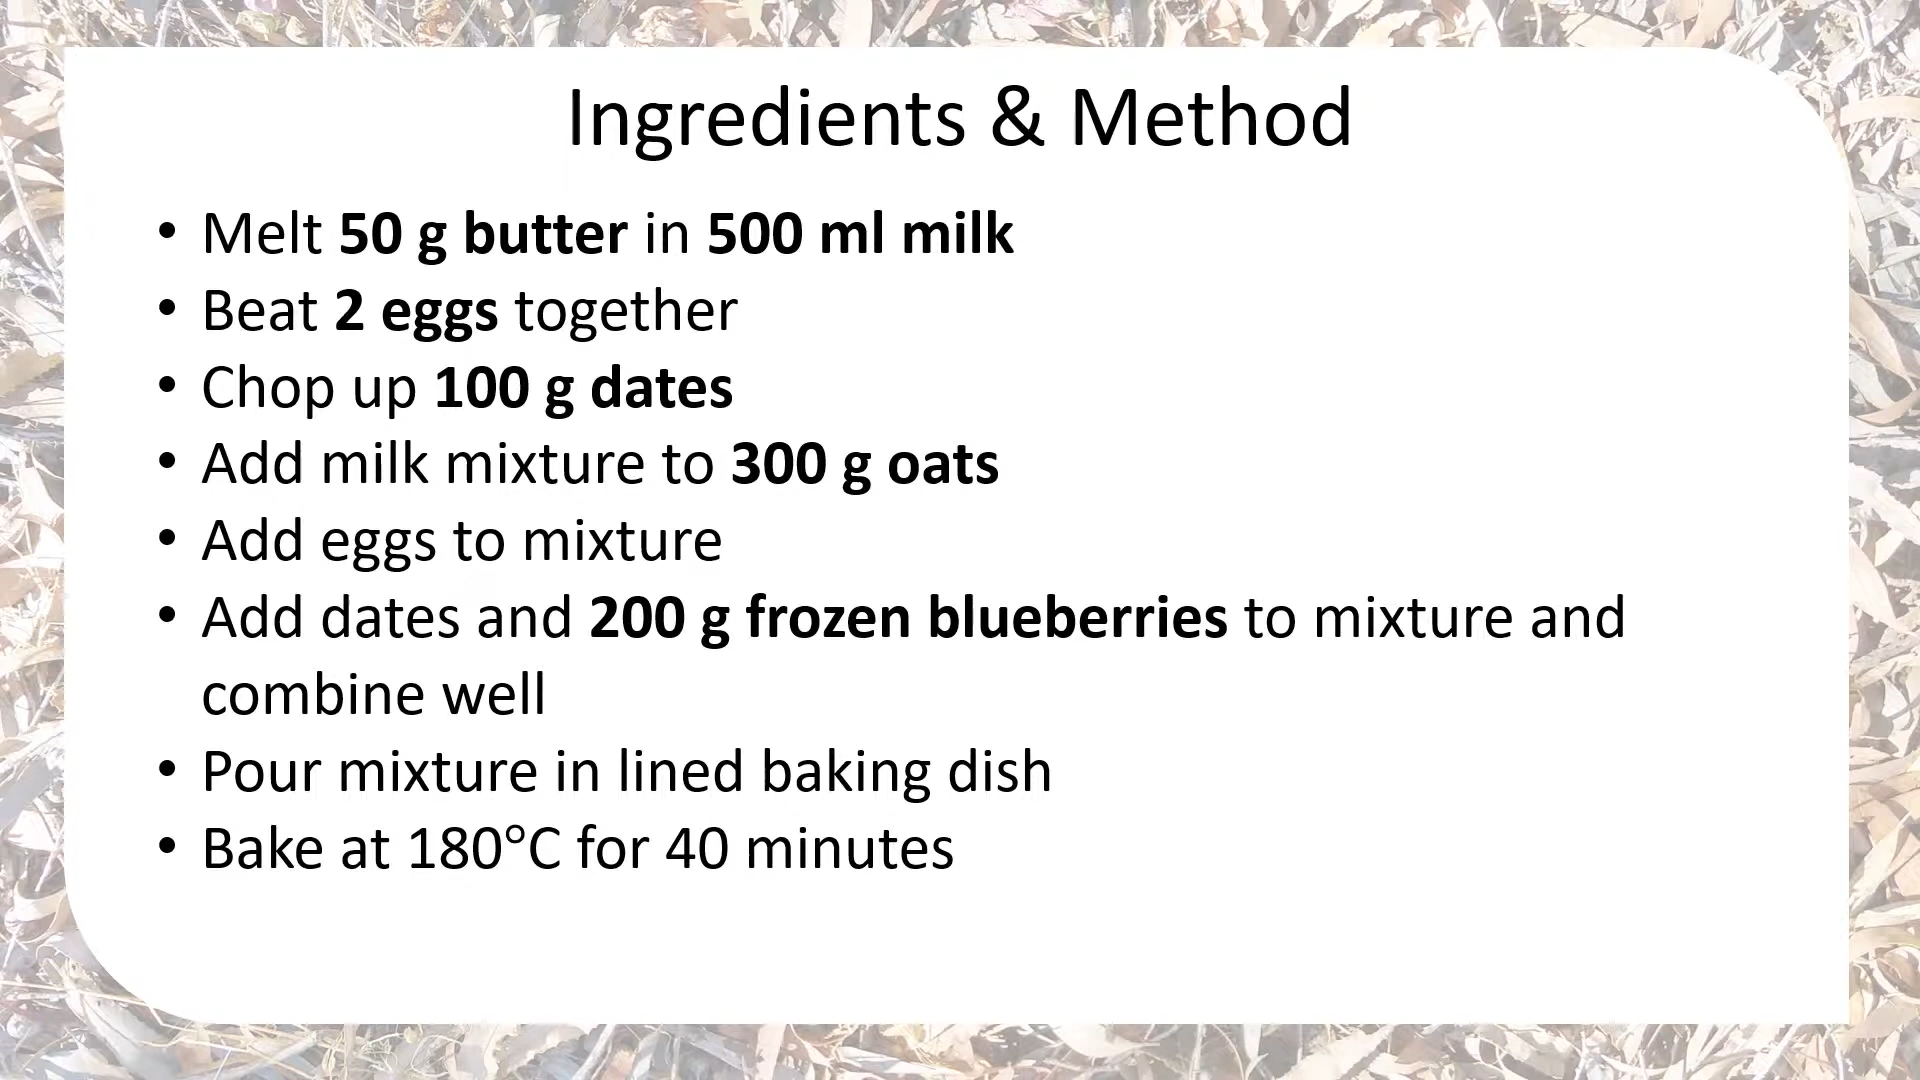 Ingredients & Method
• Melt 50 g butter in 500 ml milk
• Beat 2 eggs together
• Chop up 100 g dates
• Add milk mixture to 300 g oats
• Add eggs to mixture
• Add dates and 200 g frozen blueberries to mixture and
combine well
• Pour mixture in lined baking dish
• Bake at 180°C for 40 minutes